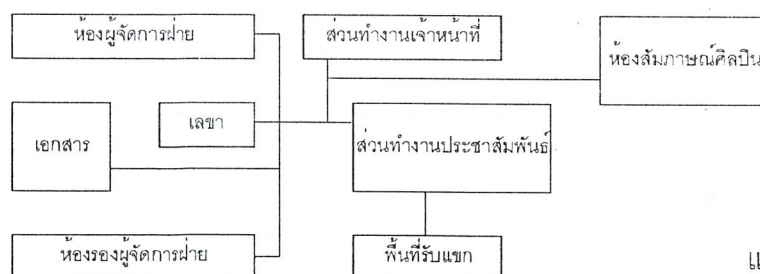 ห้องผู้จัดการฝ่าย
ส่วนทำงานเจ้าหน้าที่
ห้องสัมภาษณ์ศิลปิน
เลขา
เอกสาร
ส่วนทำงานประชาสัมพันธ์
ห้องรองผู้จัดการฝ่าย
พื้นที่รับแขก